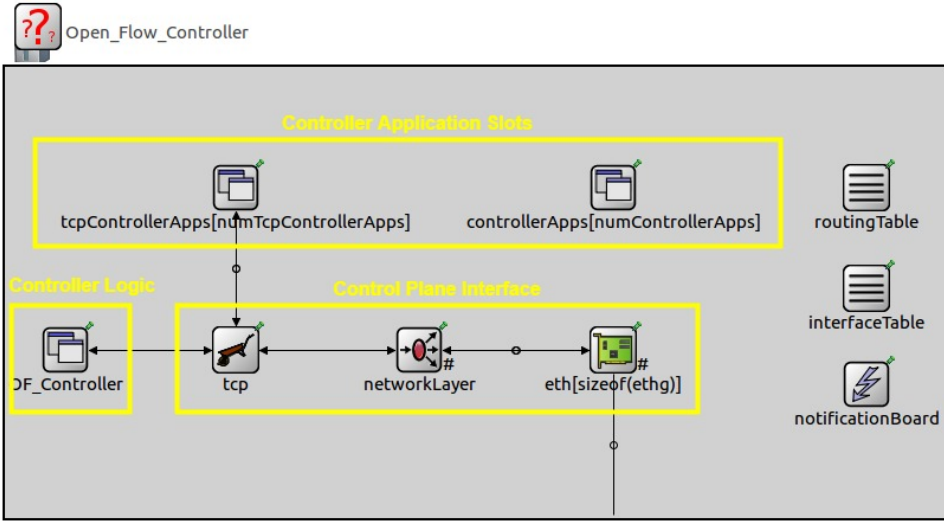 ???
Open_Flow_Controller
Controller Application Slots
tcpControllerApps[numTcpControllerApps]
controllerApps[numControllerApps]
routingTable
Controller Logic
Control Plane Interface
interfaceTable
OF_Controller
tcp
#
networkLayer
#
eth[sizeof(ethg)]
notificationBoard